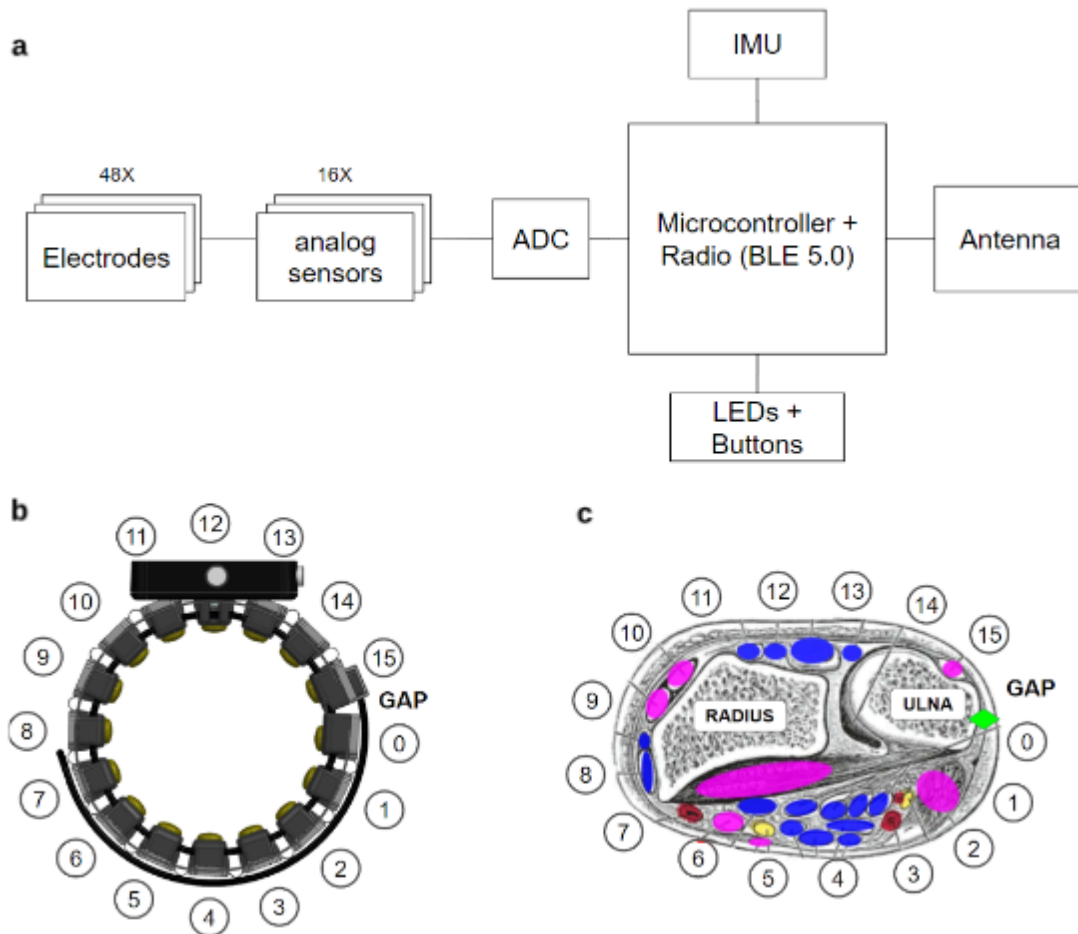 a
IMU
48X
16X
Electrodes
analog
sensors
ADC
Microcontroller +
Radio (BLE 5.0)
Antenna
LEDs +
Buttons
b
11
12
13
10
14
9
15
GAP
8
0
7
1
6
2
5
4
3
c
11
12
13
14
10
15
9
GAP
RADIUS
ULNA
0
8
1
7
2
6
5
4
3